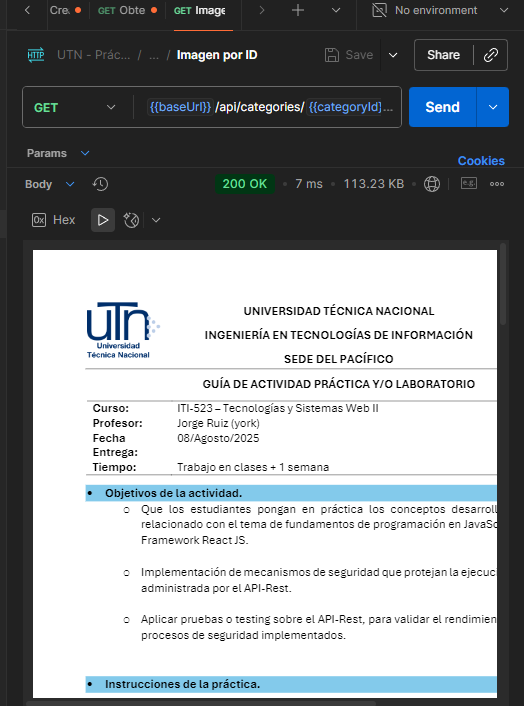 Cre
GET Obte
GET Image
No environment
HTTP UTN - Prác... / ... / Imagen por ID
Save
Share
GET
{{baseUrl}} /api/categories/ {{categoryId}...
Send
Params
Cookies
Body
200 OK • 7 ms • 113.23 KB
e.g.
0x Hex
utn
Universidad
Técnica Nacional
UNIVERSIDAD TÉCNICA NACIONAL
INGENIERÍA EN TECNOLOGÍAS DE INFORMACIÓN
SEDE DEL PACÍFICO
GUÍA DE ACTIVIDAD PRÁCTICA Y/O LABORATORIO
Curso: ITI-523 – Tecnologías y Sistemas Web II
Profesor: Jorge Ruiz (york)
Fecha 08/Agosto/2025
Entrega:
Tiempo: Trabajo en clases + 1 semana
• Objetivos de la actividad.
o Que los estudiantes pongan en práctica los conceptos desarroll
relacionado con el tema de fundamentos de programación en JavaSc
Framework React JS.
o Implementación de mecanismos de seguridad que protejan la ejecuci
administrada por el API-Rest.
o Aplicar pruebas o testing sobre el API-Rest, para validar el rendimien
procesos de seguridad implementados.
• Instrucciones de la práctica.